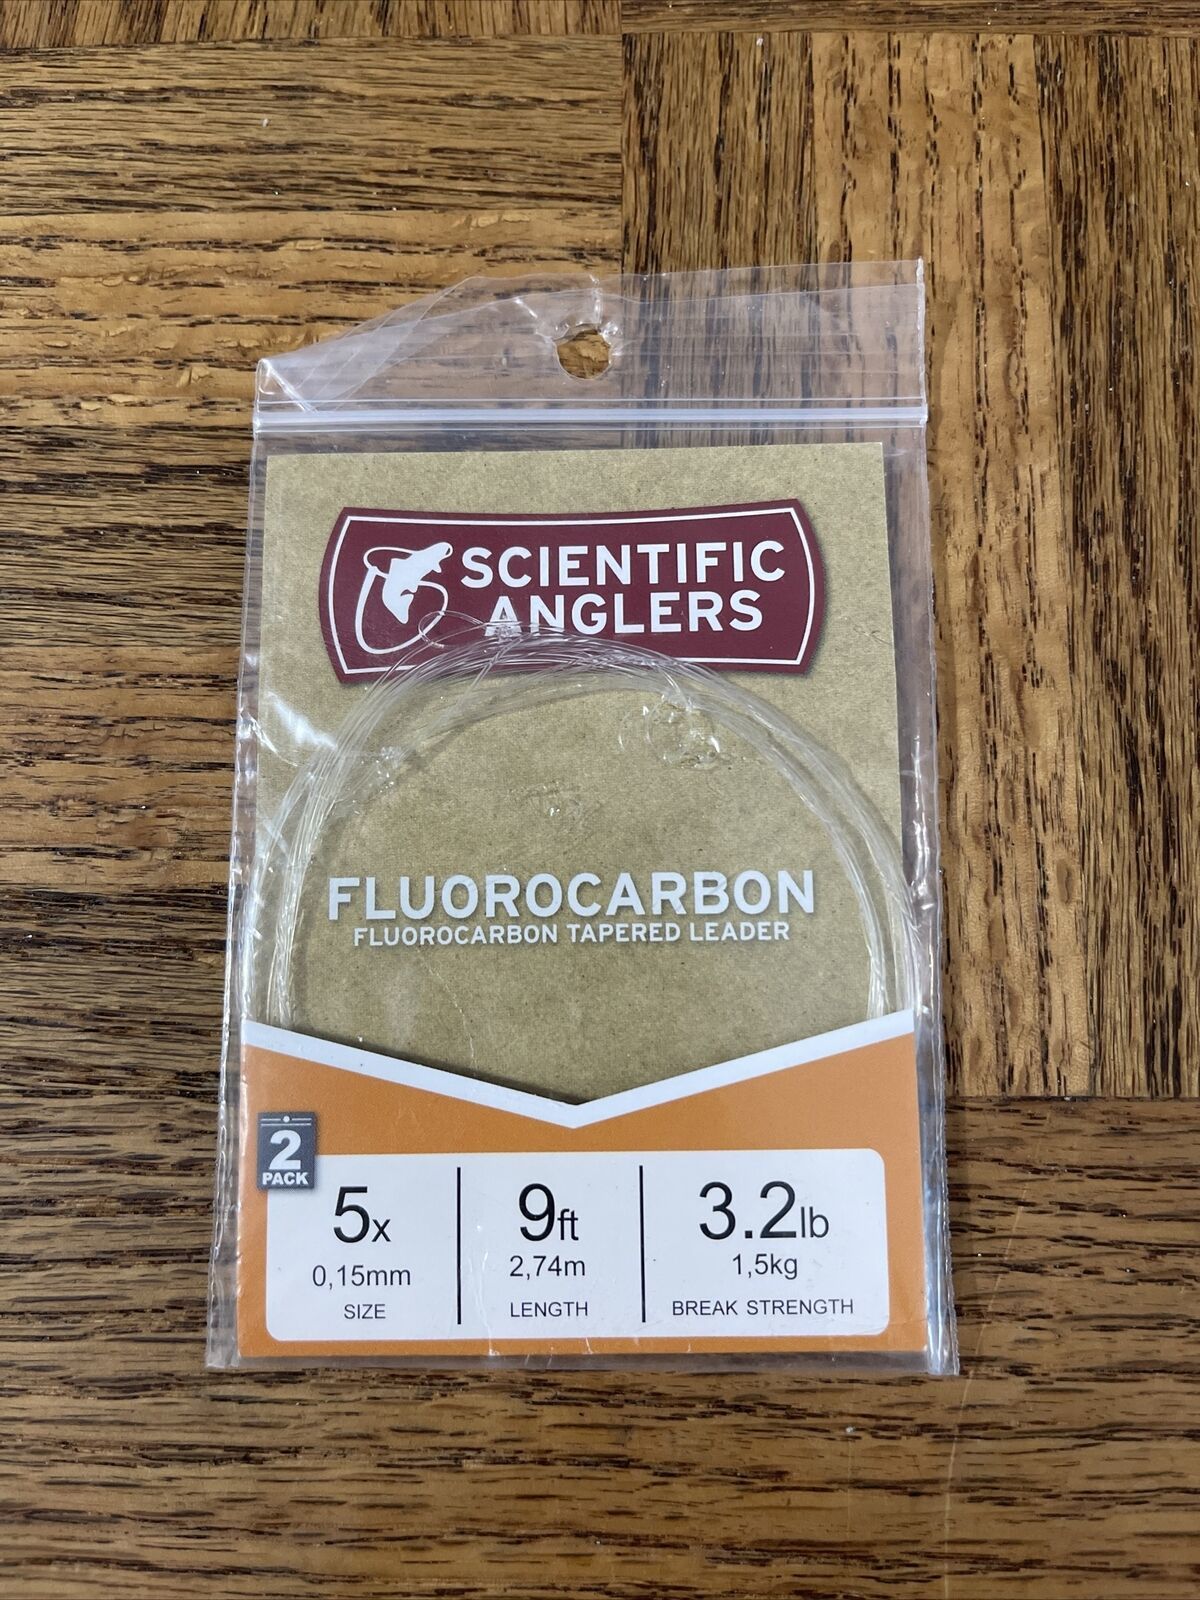 SCIENTIFIC
ANGLERS
FLUOROCARBON
FLUOROCARBON TAPERED LEADER
2
PACK
5x
0,15mm
SIZE
9ft
2,74m
LENGTH
3.2lb
1,5kg
BREAK STRENGTH